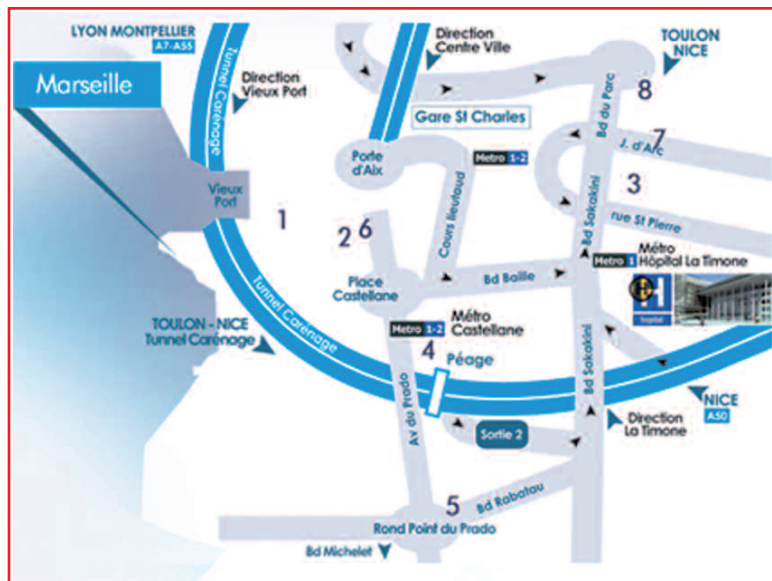 LYON MONTPELLIER
A7-A55
Marseille
Tunnel Carénage
Direction
Vieux Port
Direction
Centre Ville
TOULON
NICE
8
Gare St Charles
Bd du Parc
Porte
d'Aix
Metro 1-2
7
J. d'Arc
Vieux
Port
3
1
2
6
Cours lieutaud
Bd Sakakini
rue St Pierre
Métro
Metro 1
Hôpital La Timone
Place
Castellane
Bd Baille
H
hopital
Tunnel Carénage
TOULON - NICE
Tunnel Carénage
Metro 1-2
Métro
Castellane
4
Péage
Bd Sakakini
Av du Prado
NICE
A50
Direction
La Timone
Sortie 2
5
Bd Rabatau
Rond Point du Prado
Bd Michelet